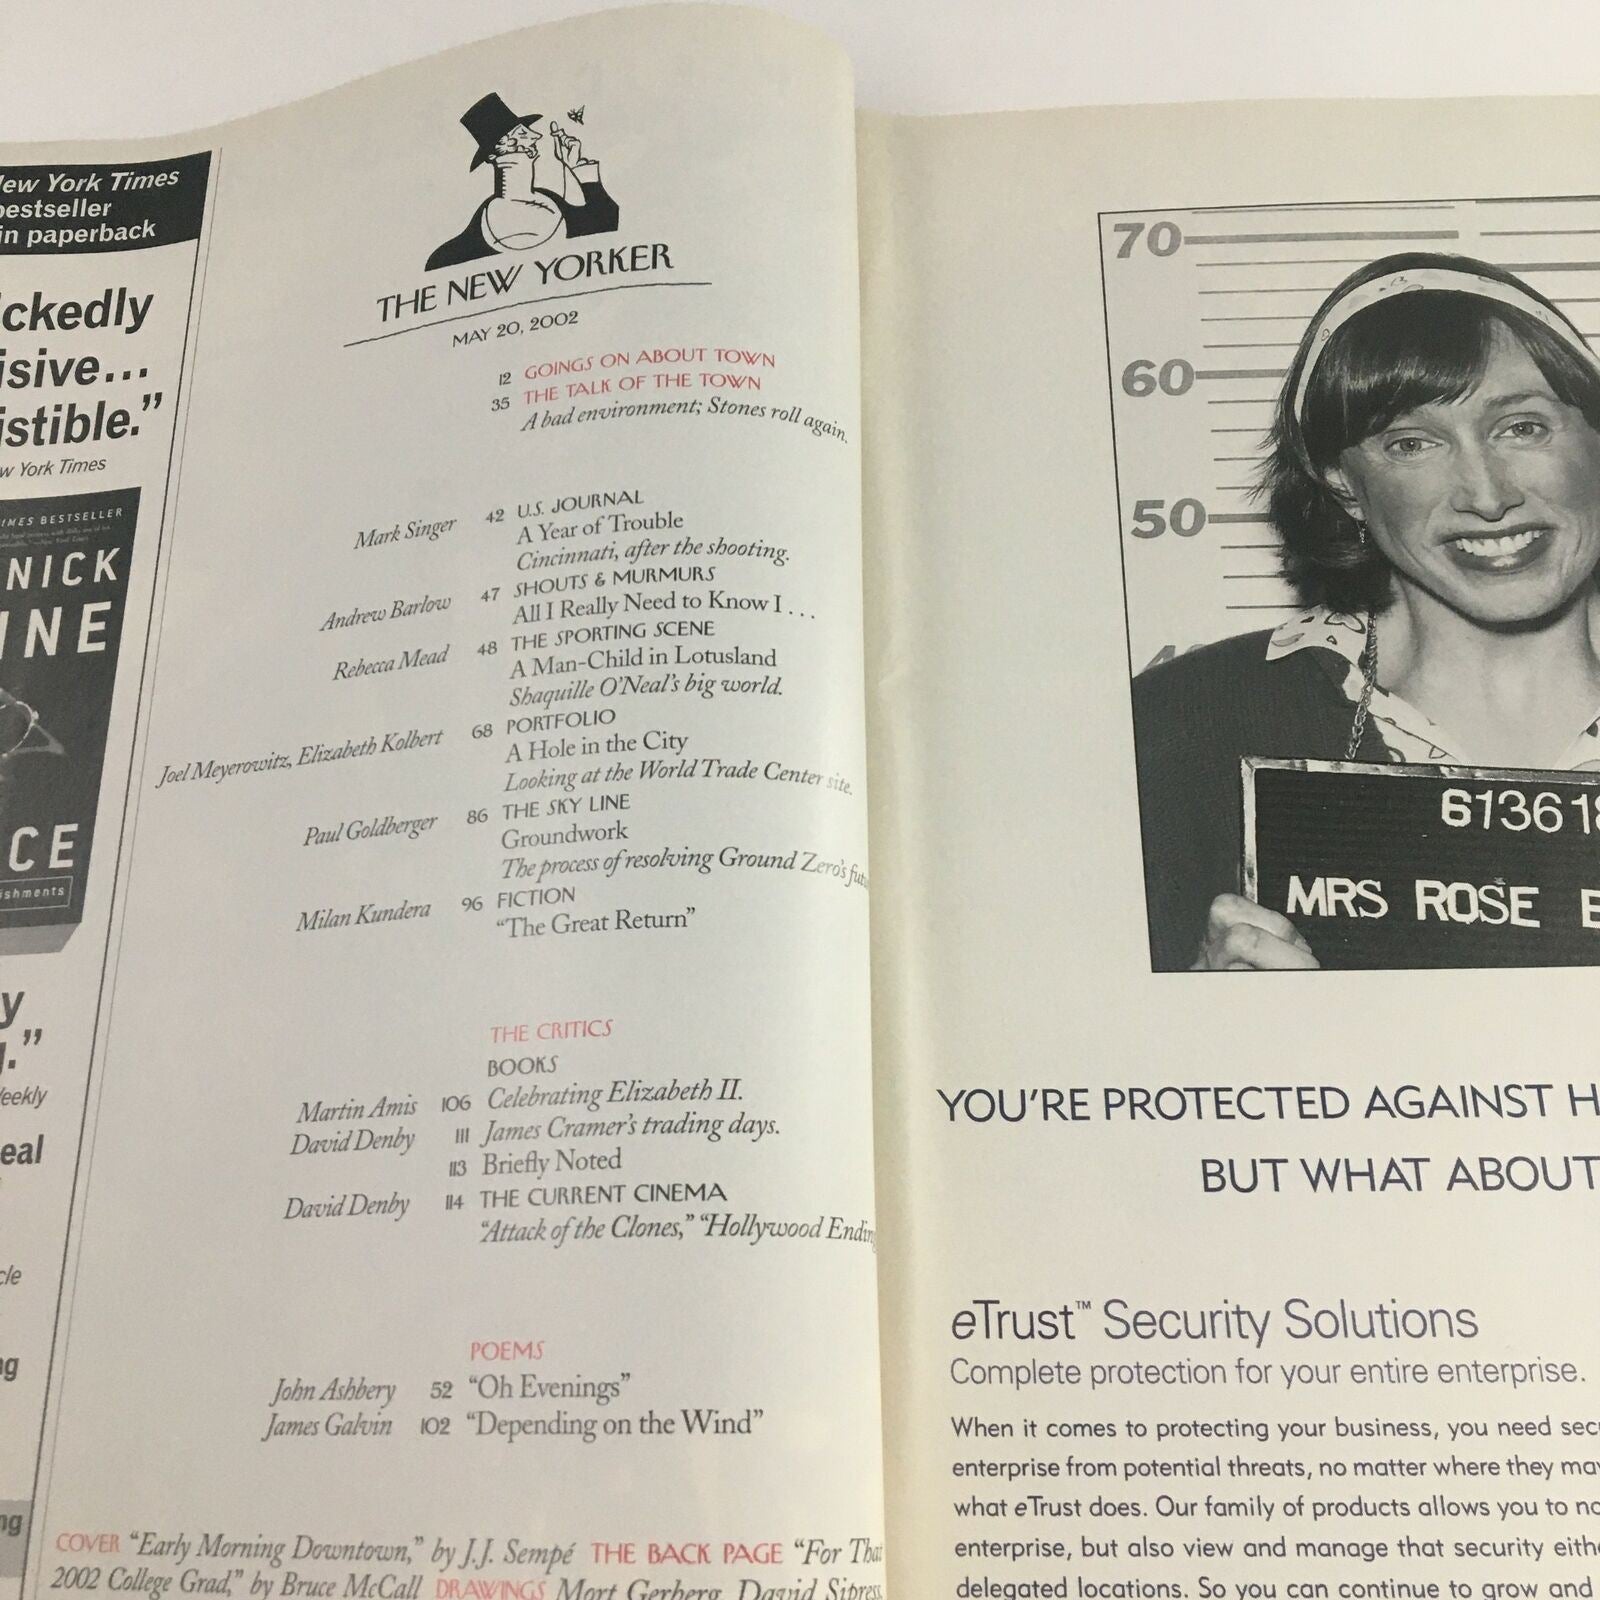 New York Times
bestseller
in paperback
ckedly
isive...
istible."
York Times
TIMES BESTSELLER
NICK
INE
CE
ishments
y
."
Weekly
eal
cle
ng
ng
THE NEW YORKER
MAY 20, 2002
12 GOINGS ON ABOUT TOWN
35 THE TALK OF THE TOWN
A bad environment; Stones roll again.
Mark Singer 42 U.S. JOURNAL
A Year of Trouble
Cincinnati, after the shooting.
Andrew Barlow 47 SHOUTS & MURMURS
All I Really Need to Know I . . .
Rebecca Mead 48 THE SPORTING SCENE
A Man-Child in Lotusland
Shaquille O'Neal's big world.
Joel Meyerowitz, Elizabeth Kolbert 68 PORTFOLIO
A Hole in the City
Looking at the World Trade Center site.
Paul Goldberger 86 THE SKY LINE
Groundwork
The process of resolving Ground Zero's fut
Milan Kundera 96 FICTION
"The Great Return"
THE CRITICS
BOOKS
Martin Amis 106 Celebrating Elizabeth II.
David Denby 111 James Cramer's trading days.
113 Briefly Noted
David Denby 114 THE CURRENT CINEMA
"Attack of the Clones," "Hollywood Ending
POEMS
John Ashbery 52 "Oh Evenings"
James Galvin 102 "Depending on the Wind"
COVER "Early Morning Downtown," by J.J. Sempé THE BACK PAGE "For That
2002 College Grad," by Bruce McCall DRAWINGS Mort Gerberg, David Sipress,
70
60
50
613618
MRS ROSE
YOU'RE PROTECTED AGAINST H
BUT WHAT ABOUT
eTrust™ Security Solutions
Complete protection for your entire enterprise.
When it comes to protecting your business, you need sec
enterprise from potential threats, no matter where they may
what eTrust does. Our family of products allows you to no
enterprise, but also view and manage that security eith
delegated locations. So you can continue to grow and